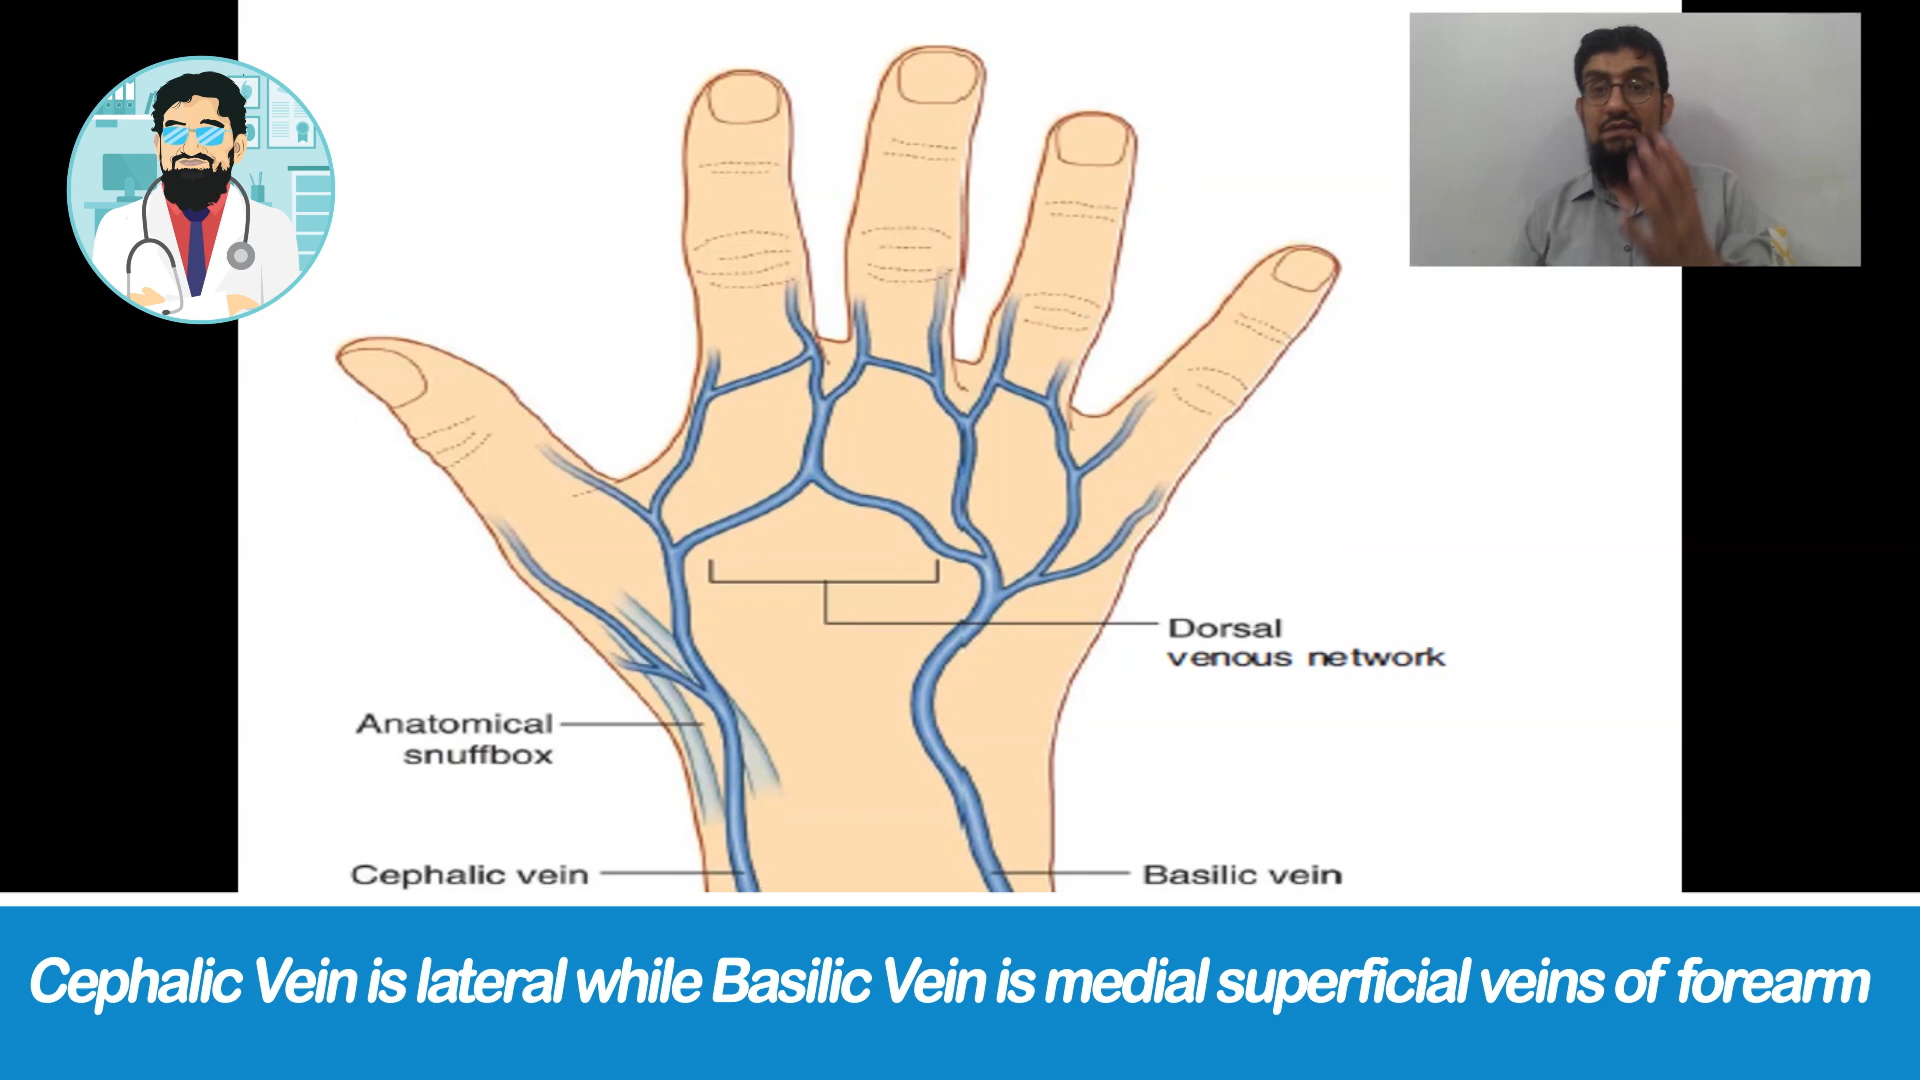 Dorsal
venous network
Anatomical
snuffbox
Cephalic vein
Basilic vein
Cephalic Vein is lateral while Basilic Vein is medial superficial veins of forearm